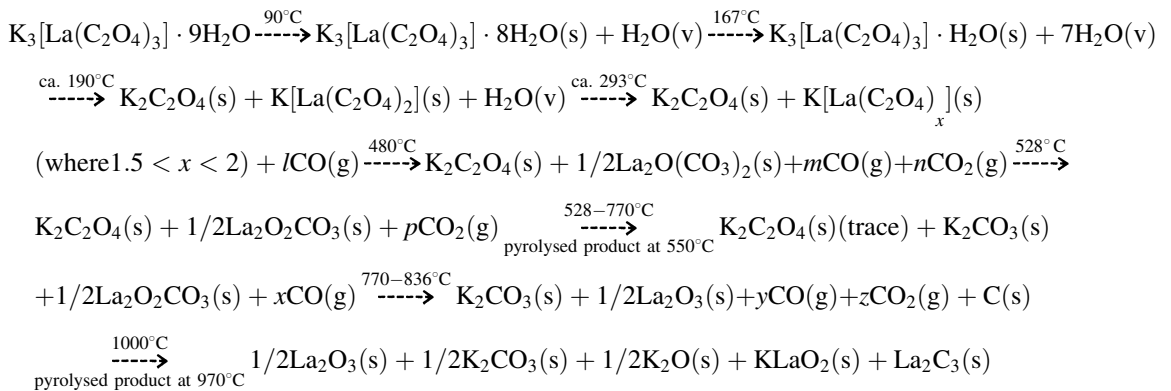 K₃[La(C₂O₄)₃] · 9H₂O 90°C ⇢ K₃[La(C₂O₄)₃] · 8H₂O(s) + H₂O(v) 167°C ⇢ K₃[La(C₂O₄)₃] · H₂O(s) + 7H₂O(v)
ca. 190°C ⇢ K₂C₂O₄(s) + K[La(C₂O₄)₂](s) + H₂O(v) ca. 293°C ⇢ K₂C₂O₄(s) + K[La(C₂O₄)ₓ](s)
(where1.5 < x < 2) + lCO(g) 480°C ⇢ K₂C₂O₄(s) + 1/2La₂O(CO₃)₂(s)+mCO(g)+nCO₂(g) 528°C ⇢
K₂C₂O₄(s) + 1/2La₂O₂CO₃(s) + pCO₂(g) 528−770°C ⇢ pyrolysed product at 550°C K₂C₂O₄(s)(trace) + K₂CO₃(s)
+1/2La₂O₂CO₃(s) + xCO(g) 770−836°C ⇢ K₂CO₃(s) + 1/2La₂O₃(s)+yCO(g)+zCO₂(g) + C(s)
1000°C ⇢ pyrolysed product at 970°C 1/2La₂O₃(s) + 1/2K₂CO₃(s) + 1/2K₂O(s) + KLaO₂(s) + La₂C₃(s)